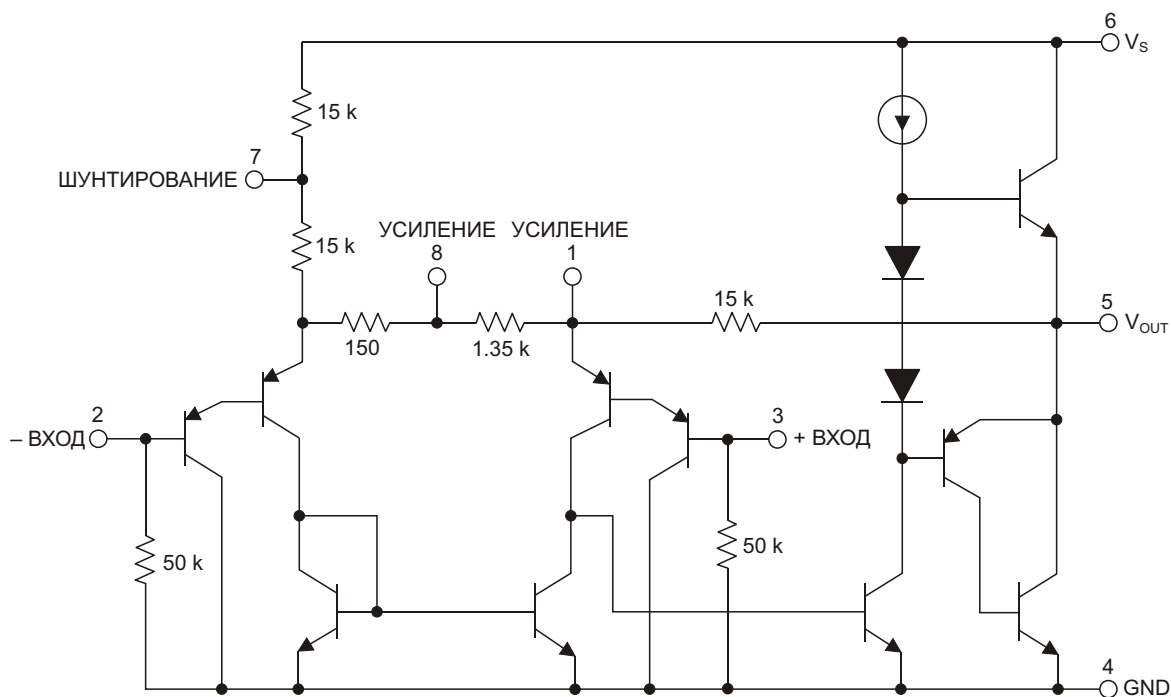 6
V_S
15 k
7
ШУНТИРОВАНИЕ
15 k
УСИЛЕНИЕ
8
УСИЛЕНИЕ
1
15 k
5
V_OUT
150
1.35 k
2
– ВХОД
3
+ ВХОД
50 k
50 k
4
GND